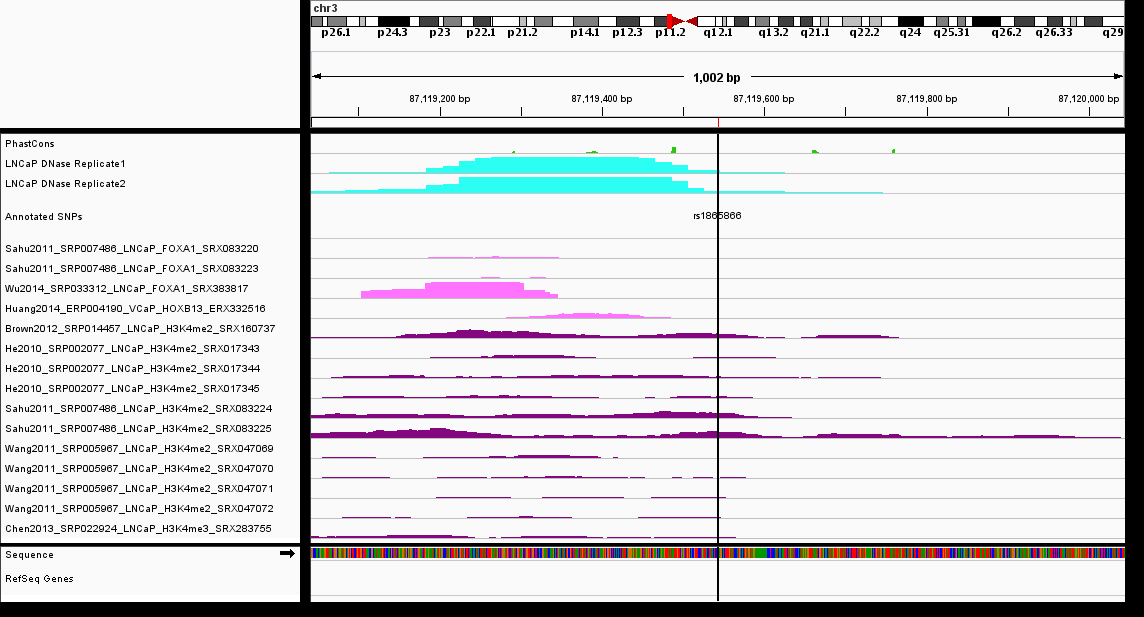 chr3
p26.1 p24.3 p23 p22.1 p21.2 p14.1 p12.3 p11.2 q12.1 q13.2 q21.1 q22.2 q24 q25.31 q26.2 q26.33 q29
1,002 bp
87,119,200 bp 87,119,400 bp 87,119,600 bp 87,119,800 bp 87,120,000 bp
PhastCons
LNCaP DNase Replicate1
LNCaP DNase Replicate2
Annotated SNPs rs1865866
Sahu2011_SRP007486_LNCaP_FOXA1_SRX083220
Sahu2011_SRP007486_LNCaP_FOXA1_SRX083223
Wu2014_SRP033312_LNCaP_FOXA1_SRX383817
Huang2014_ERP004190_VCaP_HOXB13_ERX332516
Brown2012_SRP014457_LNCaP_H3K4me2_SRX160737
He2010_SRP002077_LNCaP_H3K4me2_SRX017343
He2010_SRP002077_LNCaP_H3K4me2_SRX017344
He2010_SRP002077_LNCaP_H3K4me2_SRX017345
Sahu2011_SRP007486_LNCaP_H3K4me2_SRX083224
Sahu2011_SRP007486_LNCaP_H3K4me2_SRX083225
Wang2011_SRP005967_LNCaP_H3K4me2_SRX047069
Wang2011_SRP005967_LNCaP_H3K4me2_SRX047070
Wang2011_SRP005967_LNCaP_H3K4me2_SRX047071
Wang2011_SRP005967_LNCaP_H3K4me2_SRX047072
Chen2013_SRP022924_LNCaP_H3K4me3_SRX283755
Sequence
RefSeq Genes